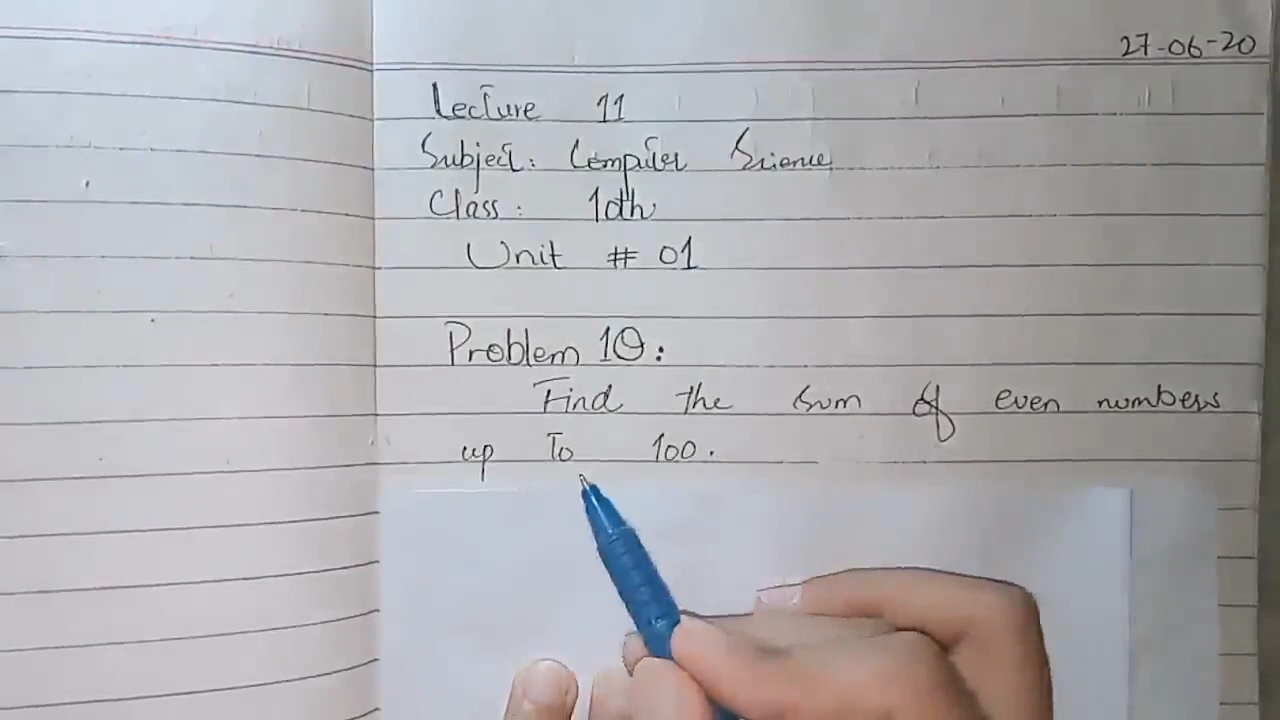 27-06-20
Lecture 11
Subject: Computer Science
Class: 10th
Unit # 01
Problem 10:
Find the sum of even numbers
up to 100.